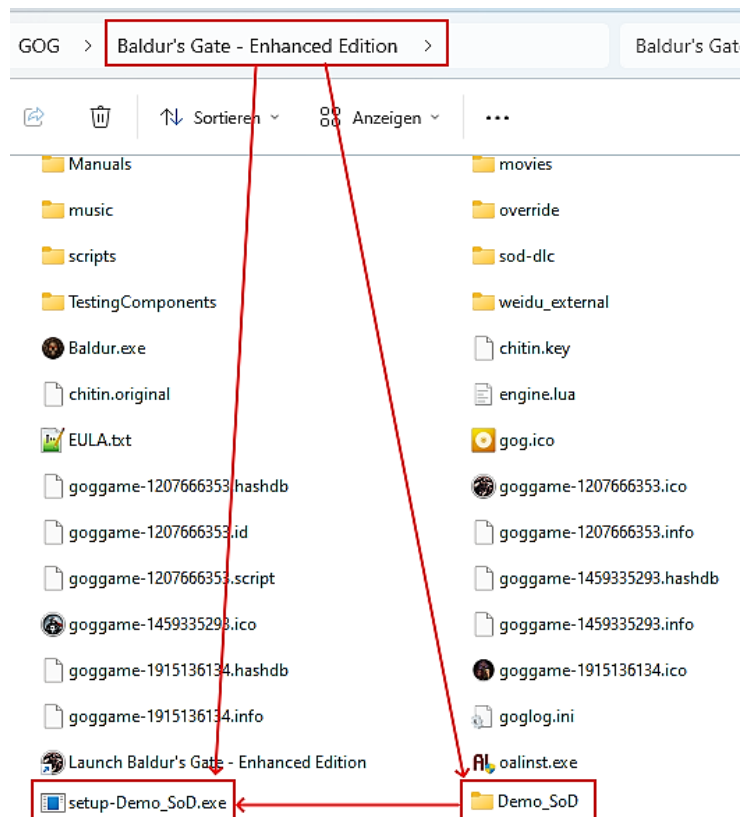 GOG > Baldur's Gate - Enhanced Edition > Baldur's Gat
Sortieren Anzeigen ...
Manuals movies
music override
scripts sod-dlc
TestingComponents weidu_external
Baldur.exe chitin.key
chitin.original engine.lua
EULA.txt gog.ico
goggame-1207666353.hashdb goggame-1207666353.ico
goggame-1207666353.id goggame-1207666353.info
goggame-1207666353.script goggame-1459335293.hashdb
goggame-1459335293.ico goggame-1459335293.info
goggame-1915136134.hashdb goggame-1915136134.ico
goggame-1915136134.info goglog.ini
Launch Baldur's Gate - Enhanced Edition oalinst.exe
setup-Demo_SoD.exe Demo_SoD